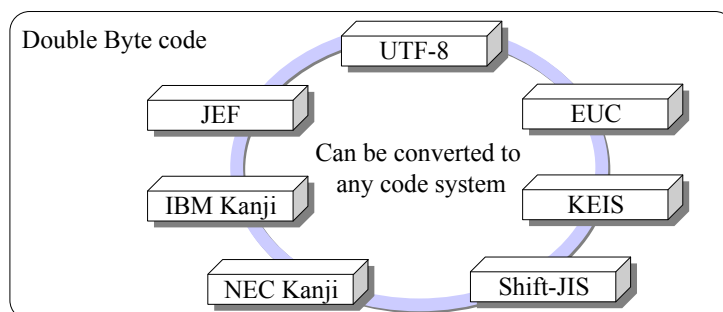 Double Byte code
UTF-8
JEF
EUC
Can be converted to
any code system
IBM Kanji
KEIS
NEC Kanji
Shift-JIS